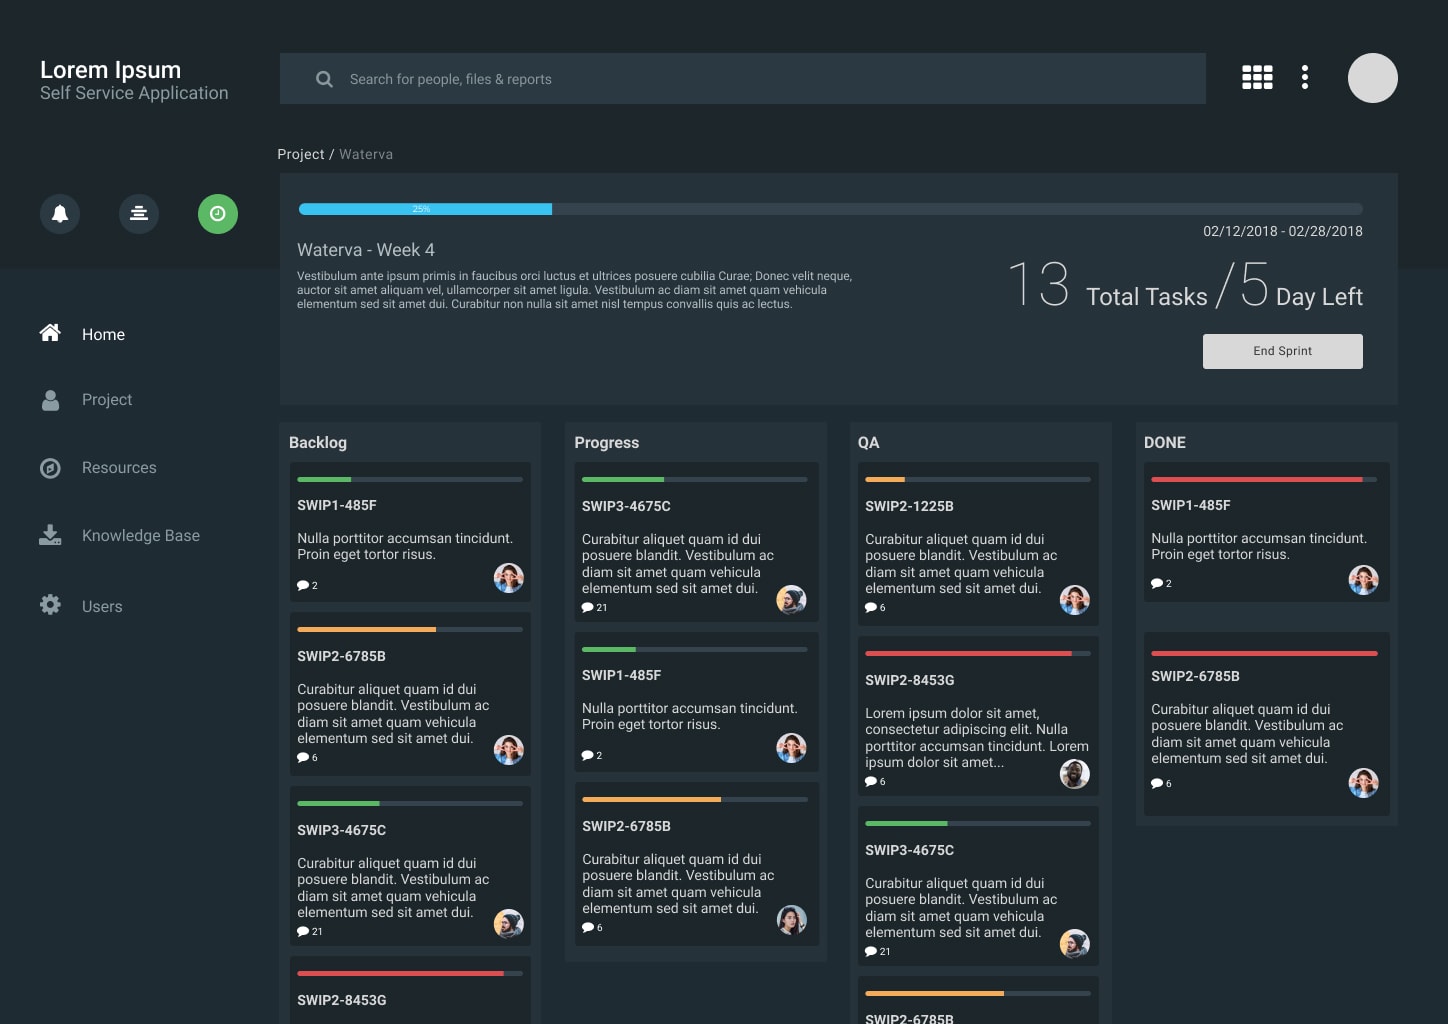 Lorem Ipsum
Self Service Application
Search for people, files & reports
Project / Waterva
25%
02/12/2018 - 02/28/2018
Waterva - Week 4
Vestibulum ante ipsum primis in faucibus orci luctus et ultrices posuere cubilia Curae; Donec velit neque,
auctor sit amet aliquam vel, ullamcorper sit amet ligula. Vestibulum ac diam sit amet quam vehicula
elementum sed sit amet dui. Curabitur non nulla sit amet nisl tempus convallis quis ac lectus.
13 Total Tasks /5 Day Left
End Sprint
Home
Project
Resources
Knowledge Base
Users
Backlog
SWIP1-485F
Nulla porttitor accumsan tincidunt.
Proin eget tortor risus.
2
SWIP2-6785B
Curabitur aliquet quam id dui
posuere blandit. Vestibulum ac
diam sit amet quam vehicula
elementum sed sit amet dui.
6
SWIP3-4675C
Curabitur aliquet quam id dui
posuere blandit. Vestibulum ac
diam sit amet quam vehicula
elementum sed sit amet dui.
21
SWIP2-8453G
Progress
SWIP3-4675C
Curabitur aliquet quam id dui
posuere blandit. Vestibulum ac
diam sit amet quam vehicula
elementum sed sit amet dui.
21
SWIP1-485F
Nulla porttitor accumsan tincidunt.
Proin eget tortor risus.
2
SWIP2-6785B
Curabitur aliquet quam id dui
posuere blandit. Vestibulum ac
diam sit amet quam vehicula
elementum sed sit amet dui.
6
QA
SWIP2-1225B
Curabitur aliquet quam id dui
posuere blandit. Vestibulum ac
diam sit amet quam vehicula
elementum sed sit amet dui.
6
SWIP2-8453G
Lorem ipsum dolor sit amet,
consectetur adipiscing elit. Nulla
porttitor accumsan tincidunt. Lorem
ipsum dolor sit amet...
6
SWIP3-4675C
Curabitur aliquet quam id dui
posuere blandit. Vestibulum ac
diam sit amet quam vehicula
elementum sed sit amet dui.
21
SWIP2-6785B
DONE
SWIP1-485F
Nulla porttitor accumsan tincidunt.
Proin eget tortor risus.
2
SWIP2-6785B
Curabitur aliquet quam id dui
posuere blandit. Vestibulum ac
diam sit amet quam vehicula
elementum sed sit amet dui.
6